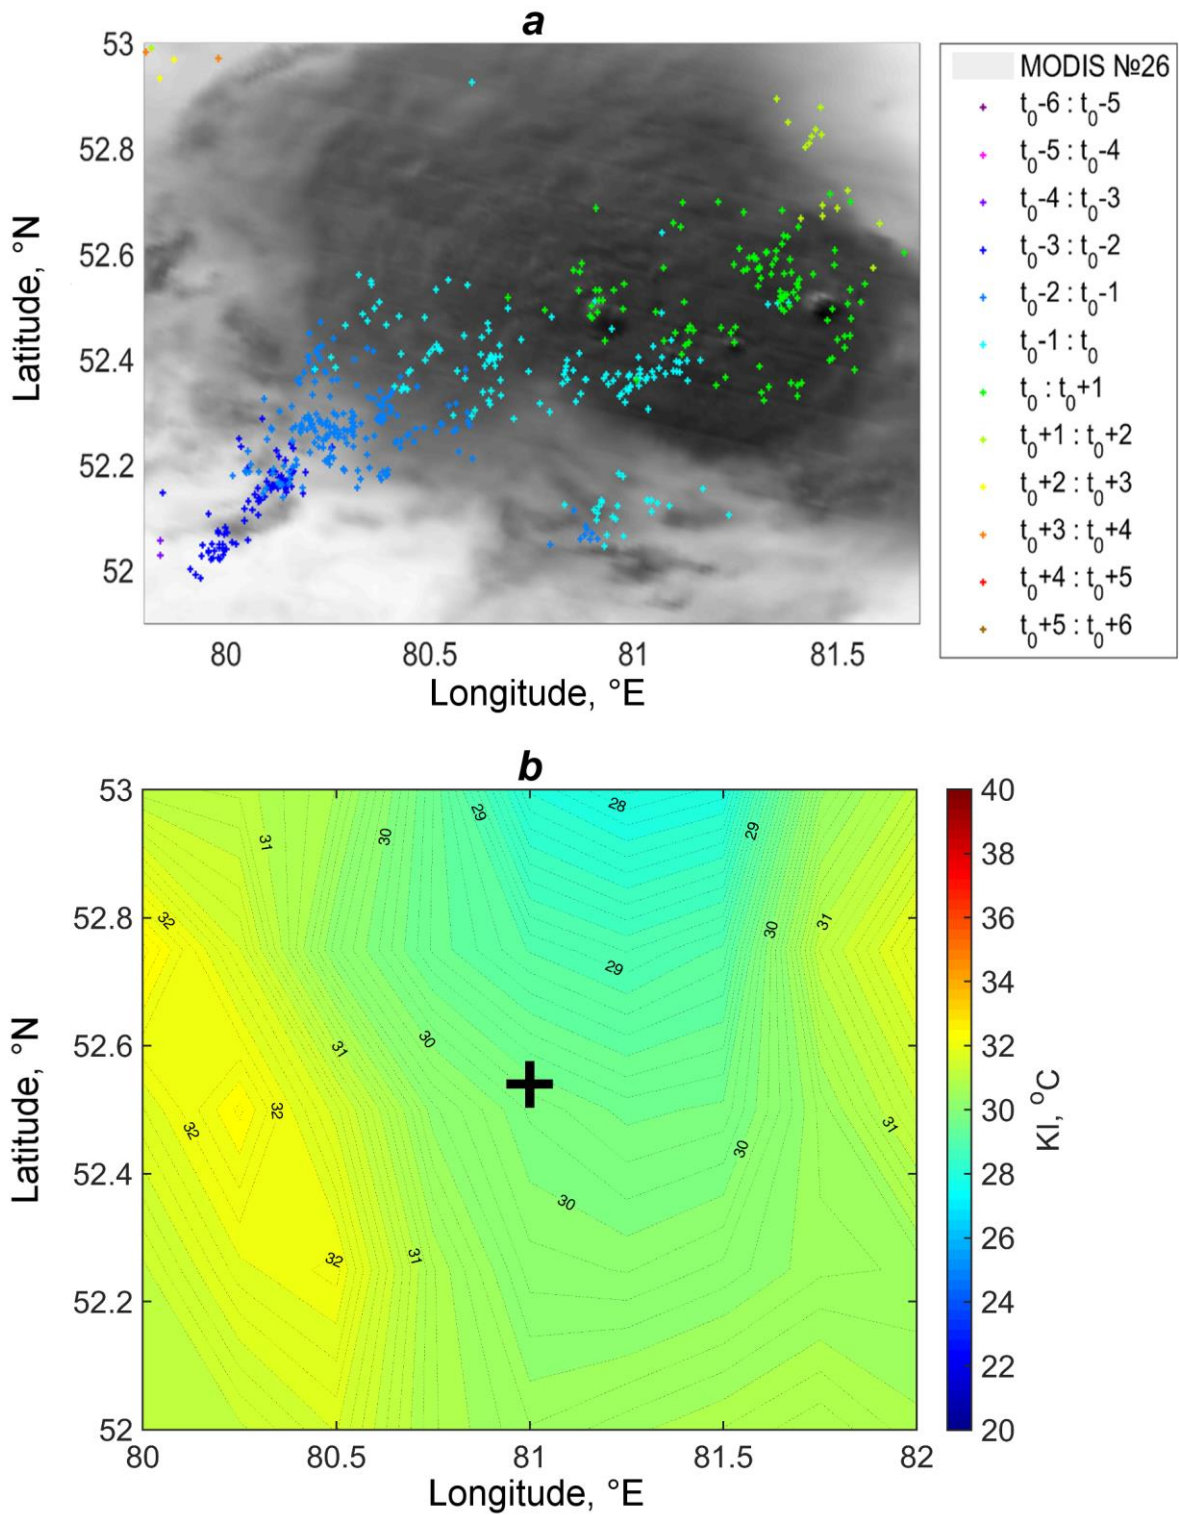 a
53
52.8
52.6
52.4
52.2
52
Latitude, °N
80
80.5
81
81.5
Longitude, °E
MODIS №26
t0-6 : t0-5
t0-5 : t0-4
t0-4 : t0-3
t0-3 : t0-2
t0-2 : t0-1
t0-1 : t0
t0 : t0+1
t0+1 : t0+2
t0+2 : t0+3
t0+3 : t0+4
t0+4 : t0+5
t0+5 : t0+6
b
53
52.8
52.6
52.4
52.2
52
Latitude, °N
28
29
29
30
31
32
30
31
29
30
31
32
32
30
31
30
32
31
80
80.5
81
81.5
82
Longitude, °E
40
38
36
34
32
30
28
26
24
22
20
KI, °C